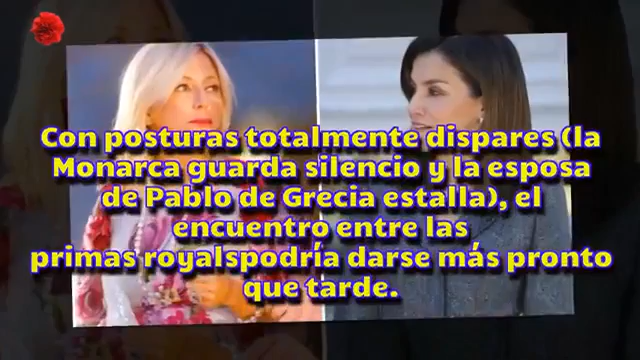 Con posturas totalmente dispares (la
Monarca guarda silencio y la esposa
de Pablo de Grecia estalla), el
encuentro entre las
primas royalspodría darse más pronto
que tarde.